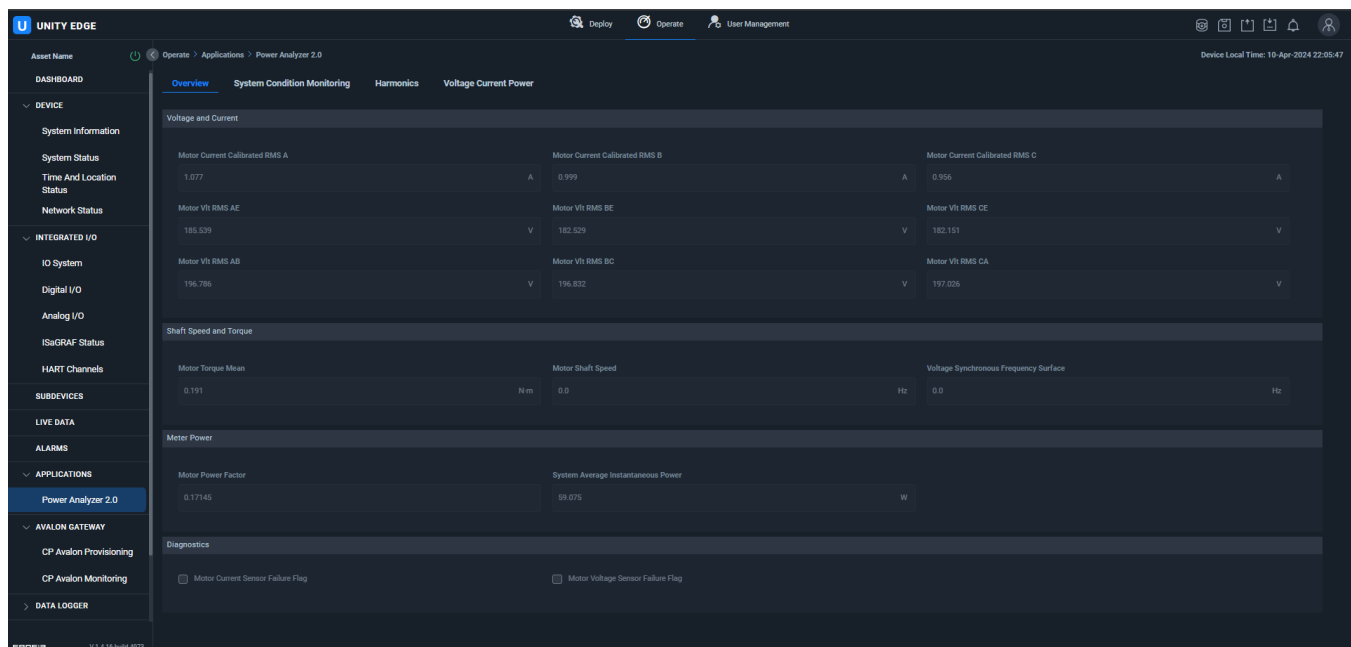 U UNITY EDGE
Deploy Operate User Management
Asset Name
Operate > Applications > Power Analyzer 2.0
Device Local Time: 10-Apr-2024 22:05:47
DASHBOARD
DEVICE
System Information
System Status
Time And Location
Status
Network Status
INTEGRATED I/O
IO System
Digital I/O
Analog I/O
ISaGRAF Status
HART Channels
SUBDEVICES
LIVE DATA
ALARMS
APPLICATIONS
Power Analyzer 2.0
AVALON GATEWAY
CP Avalon Provisioning
CP Avalon Monitoring
DATA LOGGER
V 1.4.16 build 4073
Overview System Condition Monitoring Harmonics Voltage Current Power
Voltage and Current
Motor Current Calibrated RMS A Motor Current Calibrated RMS B Motor Current Calibrated RMS C
1.077 A 0.999 A 0.956 A
Motor Vlt RMS AE Motor Vlt RMS BE Motor Vlt RMS CE
185.539 V 182.529 V 182.151 V
Motor Vlt RMS AB Motor Vlt RMS BC Motor Vlt RMS CA
196.786 V 196.832 V 197.026 V
Shaft Speed and Torque
Motor Torque Mean Motor Shaft Speed Voltage Synchronous Frequency Surface
0.191 N·m 0.0 Hz 0.0 Hz
Meter Power
Motor Power Factor System Average Instantaneous Power
0.17145 59.075 W
Diagnostics
Motor Current Sensor Failure Flag Motor Voltage Sensor Failure Flag